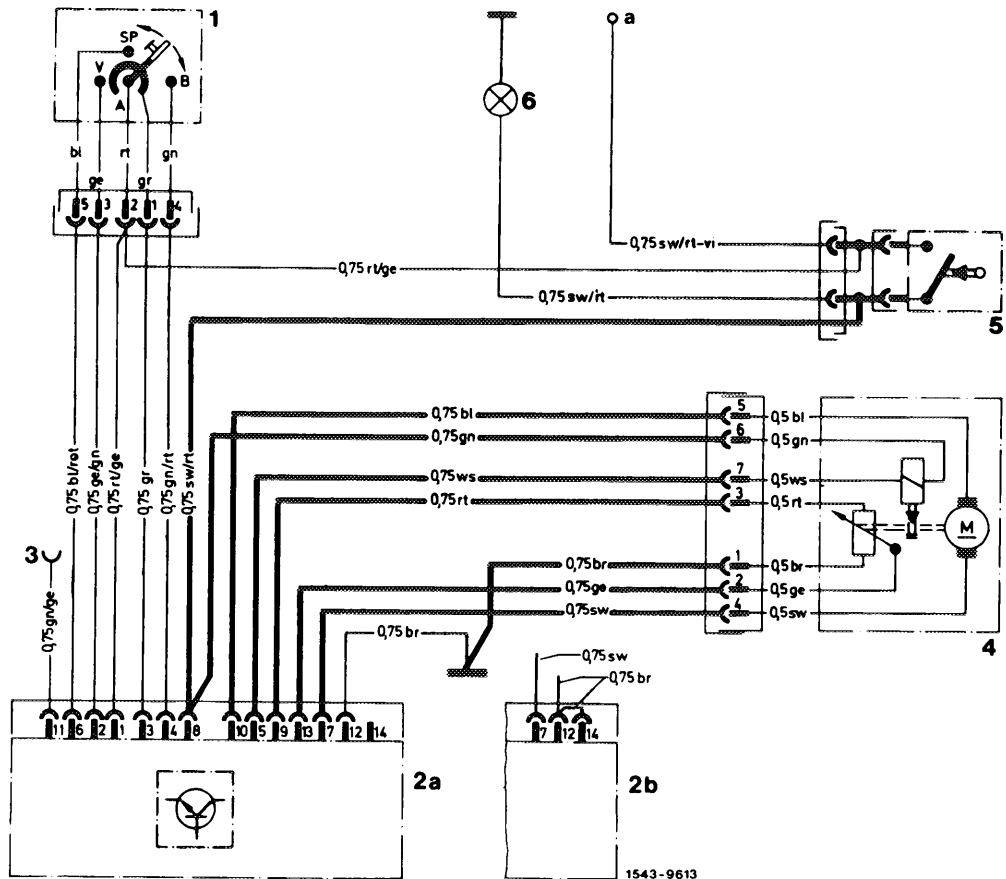 1
SP
V
B
A
bl
rt
gn
ge
gr
5 3 2 1 4
6
a
0,75 sw/rt-vi
0,75 rt/ge
0,75 sw/rt
5
0,75 bl/rot
0,75 ge/gn
0,75 rt/ge
0,75 gr
0,75 gn/rt
0,75 sw/rt
0,75 bl
5
0,5 bl
0,75 gn
6
0,5 gn
0,75 ws
7
0,5 ws
0,75 rt
3
0,5 rt
M
0,75 br
1
0,5 br
0,75 ge
2
0,5 ge
0,75 sw
4
0,5 sw
4
3
0,75 gn/ge
0,75 br
0,75 sw
0,75 br
11 6 2 1 3 4 8 10 5 9 13 7 12 14
7 12 14
2a
2b
1543-9613